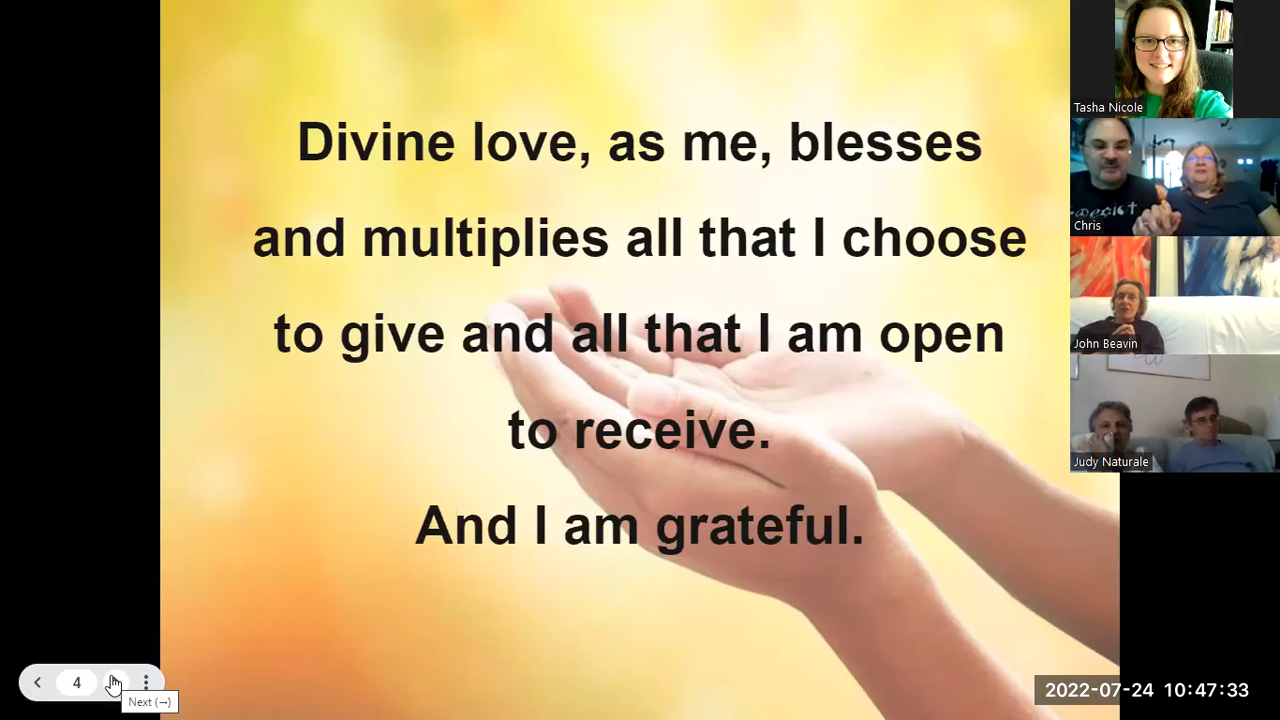 Divine love, as me, blesses
and multiplies all that I choose
to give and all that I am open
to receive.
And I am grateful.
Tasha Nicole
Chris
John Beavin
Judy Naturale
4
Next (→)
2022-07-24 10:47:33